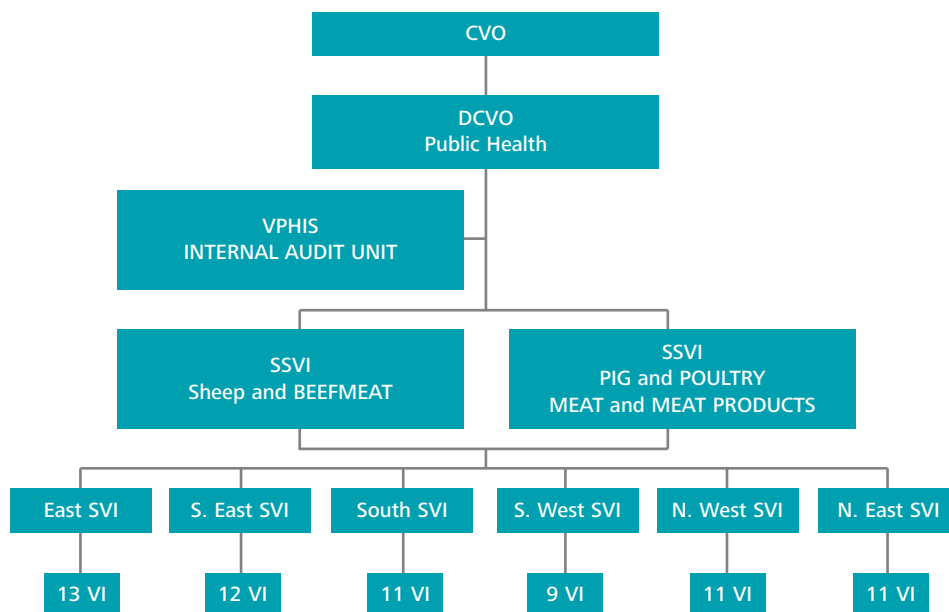 CVO
DCVO
Public Health
VPHIS
INTERNAL AUDIT UNIT
SSVI
Sheep and BEEFMEAT
SSVI
PIG and POULTRY
MEAT and MEAT PRODUCTS
East SVI
S. East SVI
South SVI
S. West SVI
N. West SVI
N. East SVI
13 VI
12 VI
11 VI
9 VI
11 VI
11 VI